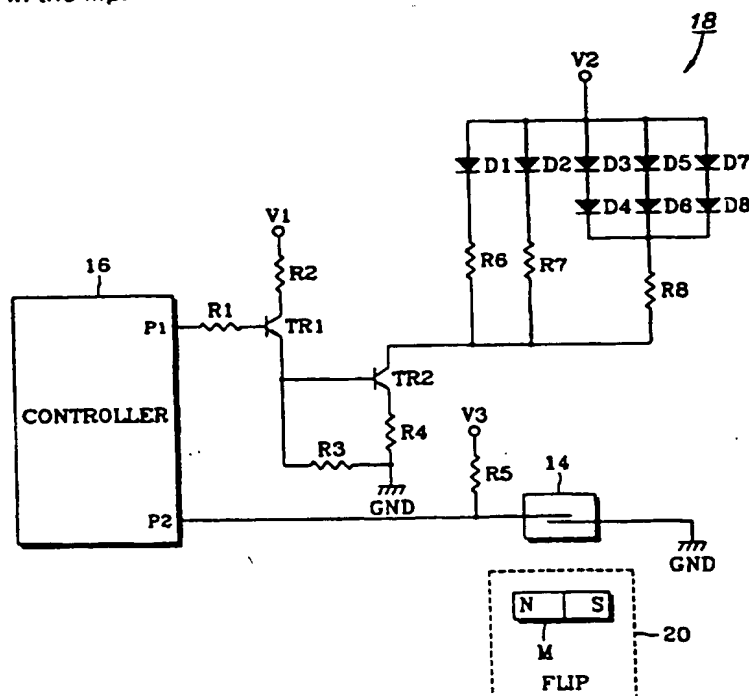 18
V2
D1 D2 D3 D5 D7
D4 D6 D8
V1
R2
R6 R7
R8
16
P1 R1
TR1
TR2
CONTROLLER
V3
R4
R3
R5 14
GND
P2
GND
N S
20
M
FLIP